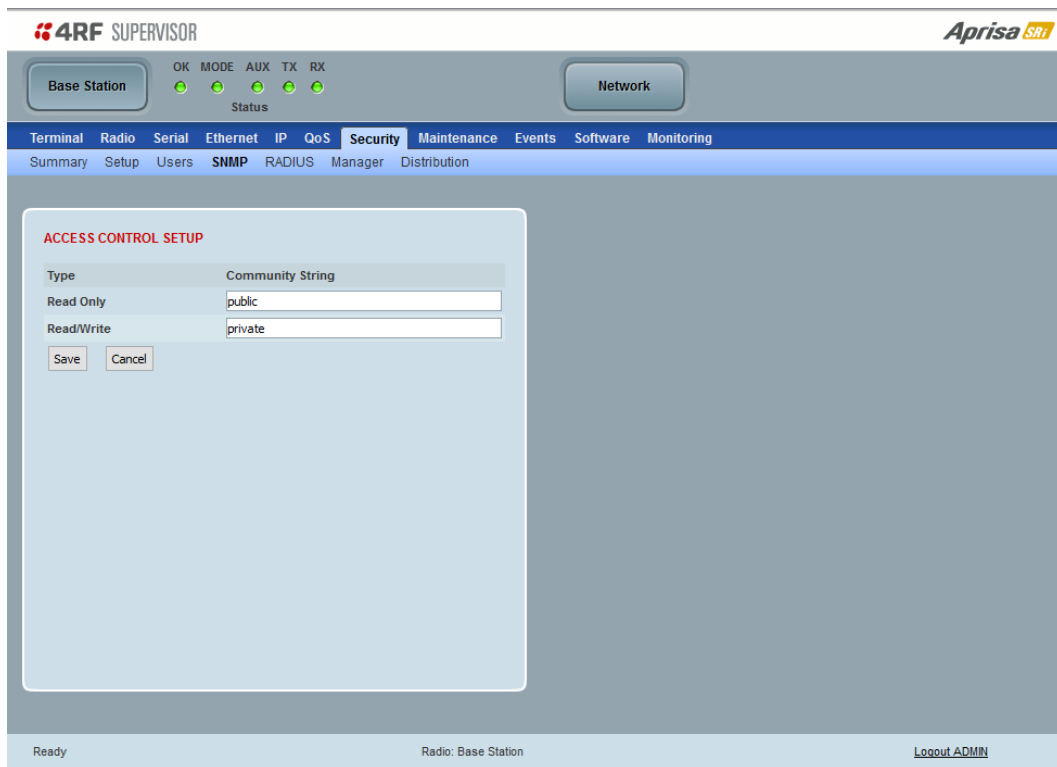 4RF SUPERVISOR
Aprisa SRi
Base Station
OK MODE AUX TX RX
Status
Network
Terminal Radio Serial Ethernet IP QoS Security Maintenance Events Software Monitoring
Summary Setup Users SNMP RADIUS Manager Distribution
ACCESS CONTROL SETUP
Type Community String
Read Only public
Read/Write private
Save Cancel
Ready Radio: Base Station Logout ADMIN